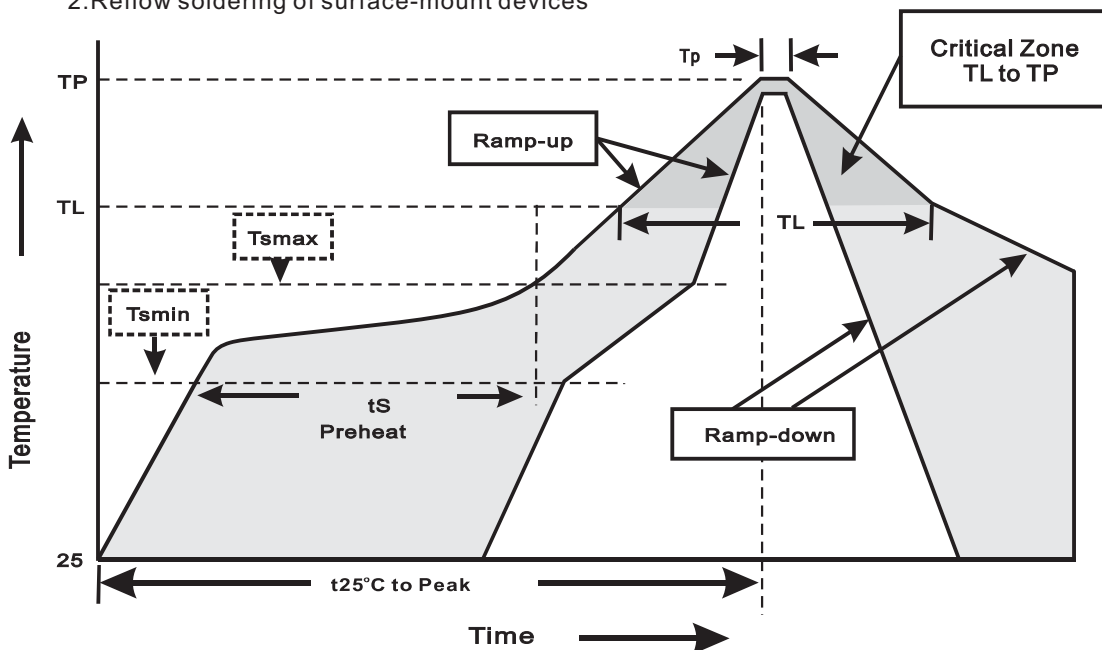 2.Reflow soldering of surface-mount devices
Tp
Critical Zone
TL to TP
TP
Ramp-up
TL
Tsmax
TL
Tsmin
Temperature
tS
Preheat
Ramp-down
25
t25°C to Peak
Time